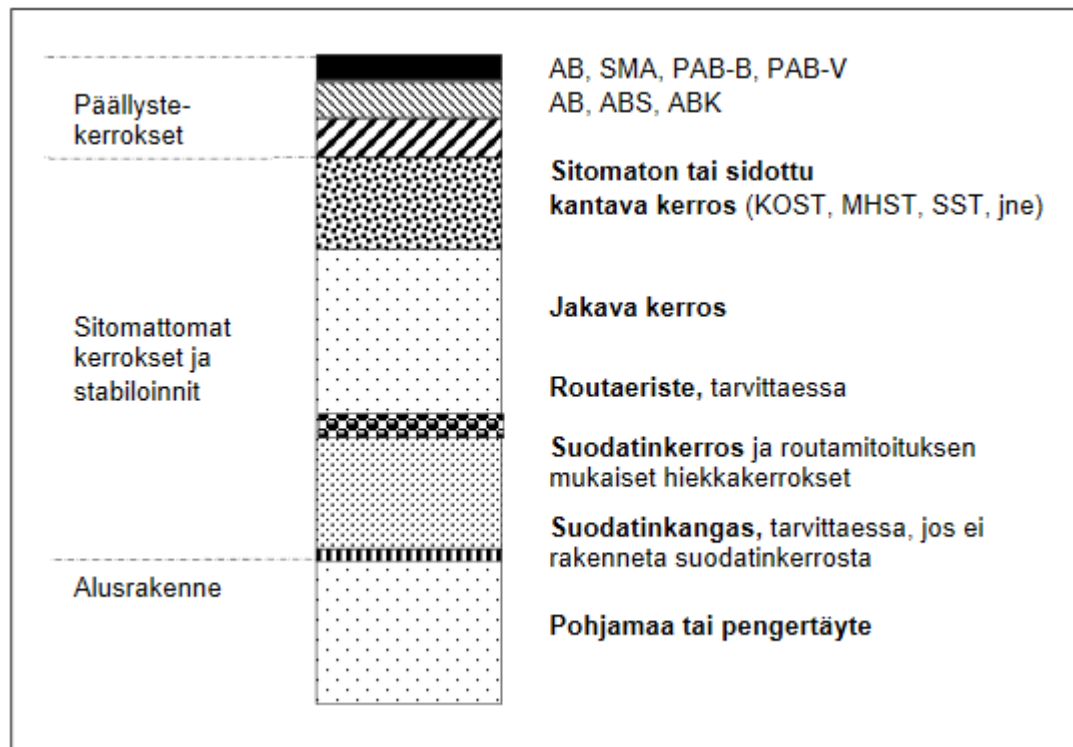 Päällyste-
kerrokset
Sitomattomat
kerrokset ja
stabiloinnit
Alusrakenne
AB, SMA, PAB-B, PAB-V
AB, ABS, ABK
Sitomaton tai sidottu
kantava kerros (KOST, MHST, SST, jne)
Jakava kerros
Routaeriste, tarvittaessa
Suodatinkerros ja routamitoituksen
mukaiset hiekkakerrokset
Suodatinkangas, tarvittaessa, jos ei
rakenneta suodatinkerrosta
Pohjamaa tai pengertäyte